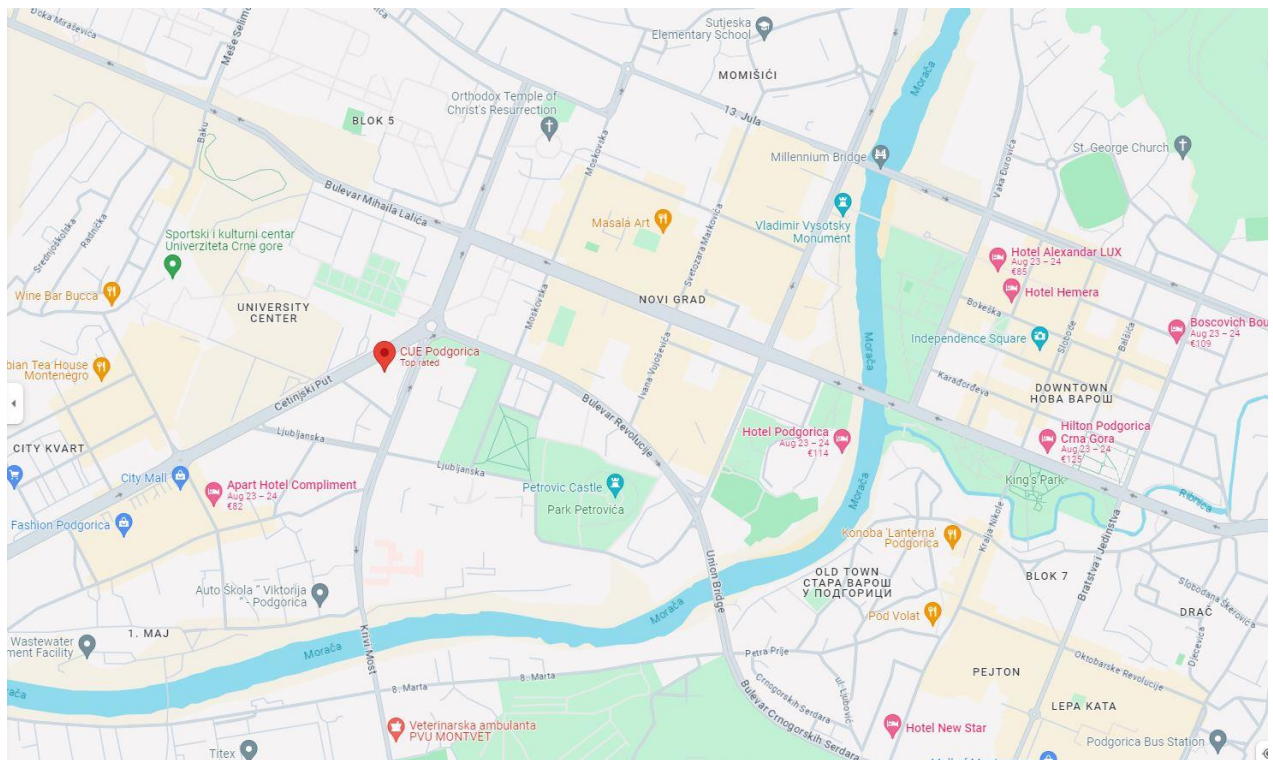 Đoka Miraševića
Meše Selimo
Sutjeska
Elementary School
MOMIŠIĆI
Morača
Orthodox Temple of
Christ's Resurrection
BLOK 5
13. Jula
Moskovska
Baku
Millennium Bridge
St. George Church
Vaka Đurovića
Bulevar Mihaila Lalića
Srednjoškolska
Radnička
Sportski i kulturni centar
Univerziteta Crne gore
Masala Art
Svetozara Markovića
Vladimir Vysotsky
Monument
Hotel Alexandar LUX
Aug 23 – 24
€85
Hotel Hemera
Wine Bar Bucca
UNIVERSITY
CENTER
Moskovska
NOVI GRAD
Bokeška
Slobode
Balšića
Boscovich Bou
Aug 23 – 24
€109
Independence Square
Morača
CUE Podgorica
Top rated
bian Tea House
Montenegro
Cetinjski Put
Ivana Vujoševića
Karađorđeva
DOWNTOWN
НОВА ВАРОШ
Bulevar Revolucije
Ljubljanska
Hotel Podgorica
Aug 23 – 24
€114
Hilton Podgorica
Crna Gora
Aug 23 – 24
€125
CITY KVART
City Mall
Ljubljanska
Apart Hotel Compliment
Aug 23 – 24
€82
Petrovic Castle
Park Petrovića
Morača
King's Park
Ribnica
Fashion Podgorica
Konoba 'Lanterna'
Podgorica
Kralja Nikole
Bratstva i Jedinstva
Union Bridge
OLD TOWN
СТАРА ВАРОШ
У ПОДГОРИЦИ
BLOK 7
Slobodana Škerovića
Auto Škola " Viktorija
" - Podgorica
Morača
Pod Volat
DRAČ
Wastewater
ment Facility
1. MAJ
Krivi Most
Morača
Petra Prlje
Djecevića
Oktobarske Revolucije
PEJTON
rača
8. Marta
8. Marta
Crnogorskih Serdara
ul. Ljubović
Bulevar Crnogorskih Serdara
LEPA KATA
Veterinarska ambulanta
PVU MONTVET
Hotel New Star
Titex
Podgorica Bus Station